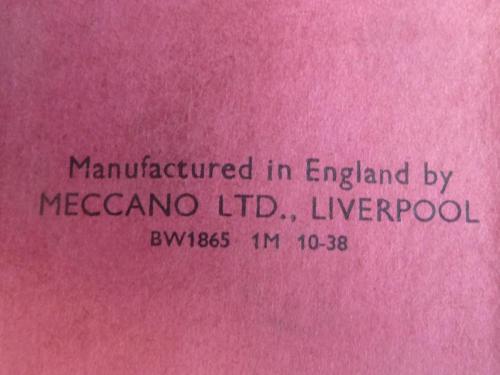 Manufactured in England by
MECCANO LTD., LIVERPOOL
BW1865 1M 10-38